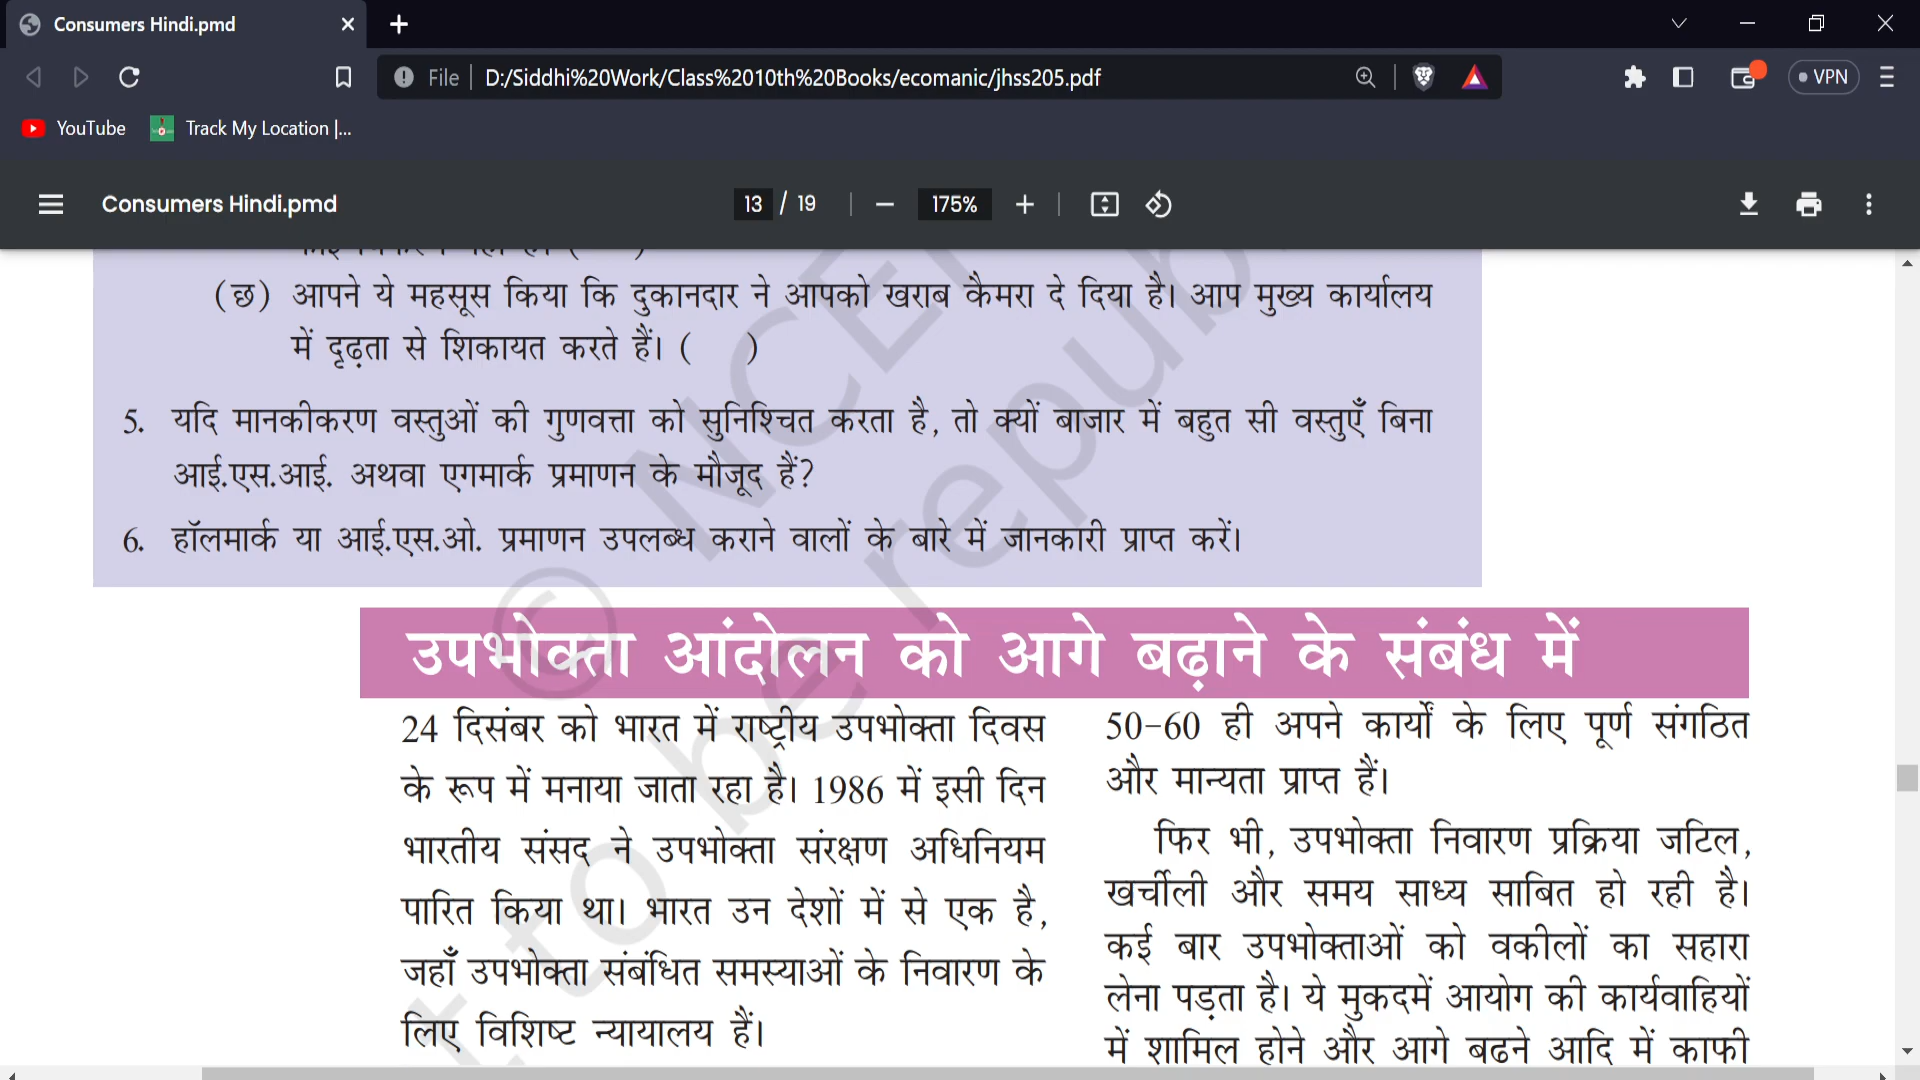 Consumers Hindi.pmd
File D:/Siddhi%20Work/Class%2010th%20Books/ecomanic/jhss205.pdf
VPN
YouTube
Track My Location |...
Consumers Hindi.pmd
13 / 19
175%
(छ) आपने ये महसूस किया कि दुकानदार ने आपको खराब कैमरा दे दिया है। आप मुख्य कार्यालय
में दृढ़ता से शिकायत करते हैं। ( )
5. यदि मानकीकरण वस्तुओं की गुणवत्ता को सुनिश्चित करता है, तो क्यों बाजार में बहुत सी वस्तुएँ बिना
आई.एस.आई. अथवा एगमार्क प्रमाणन के मौजूद हैं?
6. हॉलमार्क या आई.एस.ओ. प्रमाणन उपलब्ध कराने वालों के बारे में जानकारी प्राप्त करें।
उपभोक्ता आंदोलन को आगे बढ़ाने के संबंध में
24 दिसंबर को भारत में राष्ट्रीय उपभोक्ता दिवस
के रूप में मनाया जाता रहा है। 1986 में इसी दिन
भारतीय संसद ने उपभोक्ता संरक्षण अधिनियम
पारित किया था। भारत उन देशों में से एक है,
जहाँ उपभोक्ता संबंधित समस्याओं के निवारण के
लिए विशिष्ट न्यायालय हैं।
50-60 ही अपने कार्यों के लिए पूर्ण संगठित
और मान्यता प्राप्त हैं।
फिर भी, उपभोक्ता निवारण प्रक्रिया जटिल,
खर्चीली और समय साध्य साबित हो रही है।
कई बार उपभोक्ताओं को वकीलों का सहारा
लेना पड़ता है। ये मुकदमें आयोग की कार्यवाहियों
में शामिल होने और आगे बढने आदि में काफी